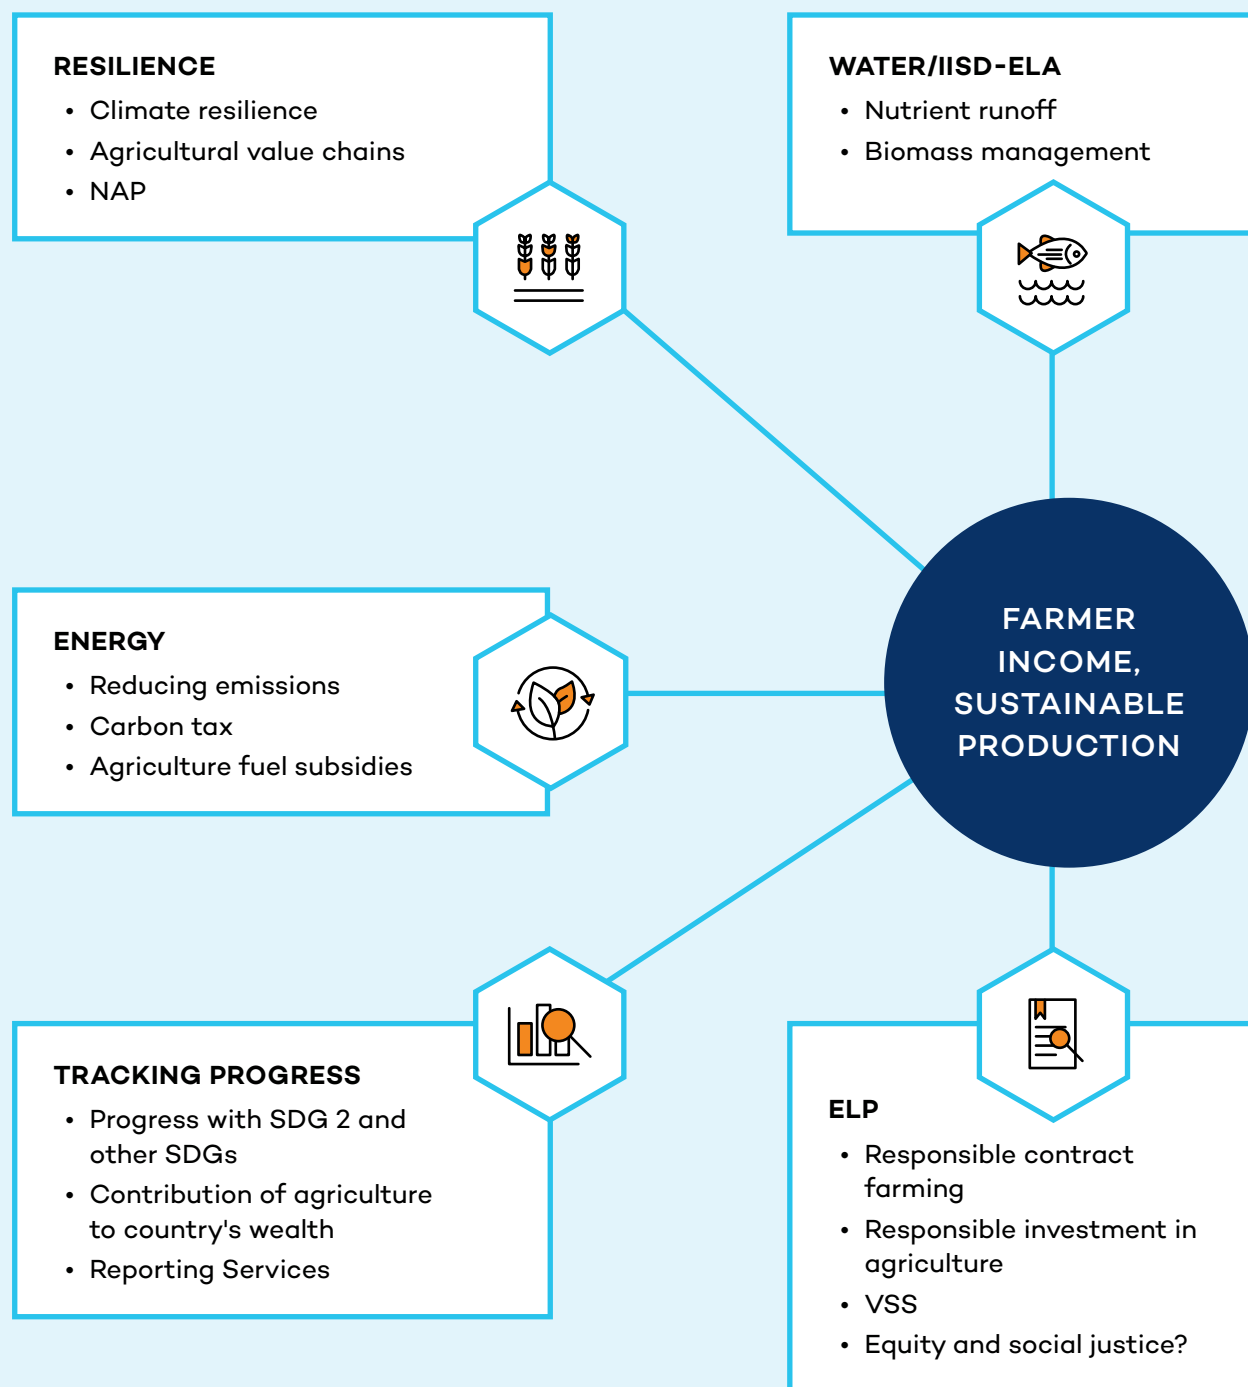 RESILIENCE
• Climate resilience
• Agricultural value chains
• NAP
WATER/IISD-ELA
• Nutrient runoff
• Biomass management
FARMER
INCOME,
SUSTAINABLE
PRODUCTION
ENERGY
• Reducing emissions
• Carbon tax
• Agriculture fuel subsidies
TRACKING PROGRESS
• Progress with SDG 2 and
other SDGs
• Contribution of agriculture
to country's wealth
• Reporting Services
ELP
• Responsible contract
farming
• Responsible investment in
agriculture
• VSS
• Equity and social justice?